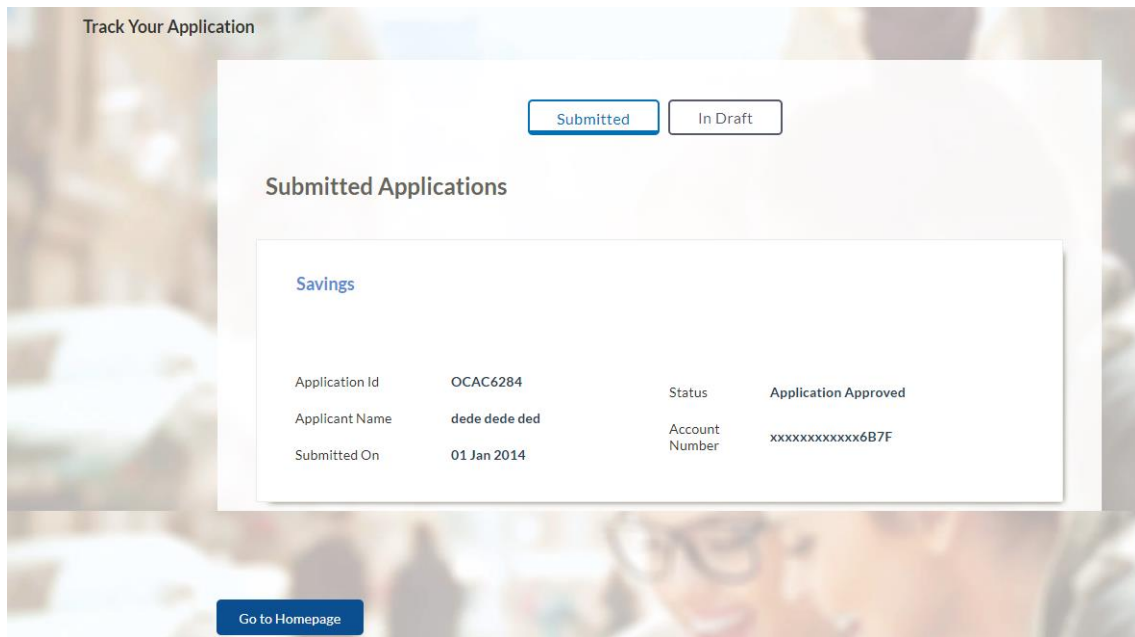 Track Your Application
Submitted
In Draft
Submitted Applications
Savings
Application Id OCAC6284
Applicant Name dede dede ded
Submitted On 01 Jan 2014
Status Application Approved
Account
Number xxxxxxxxxxxx6B7F
Go to Homepage